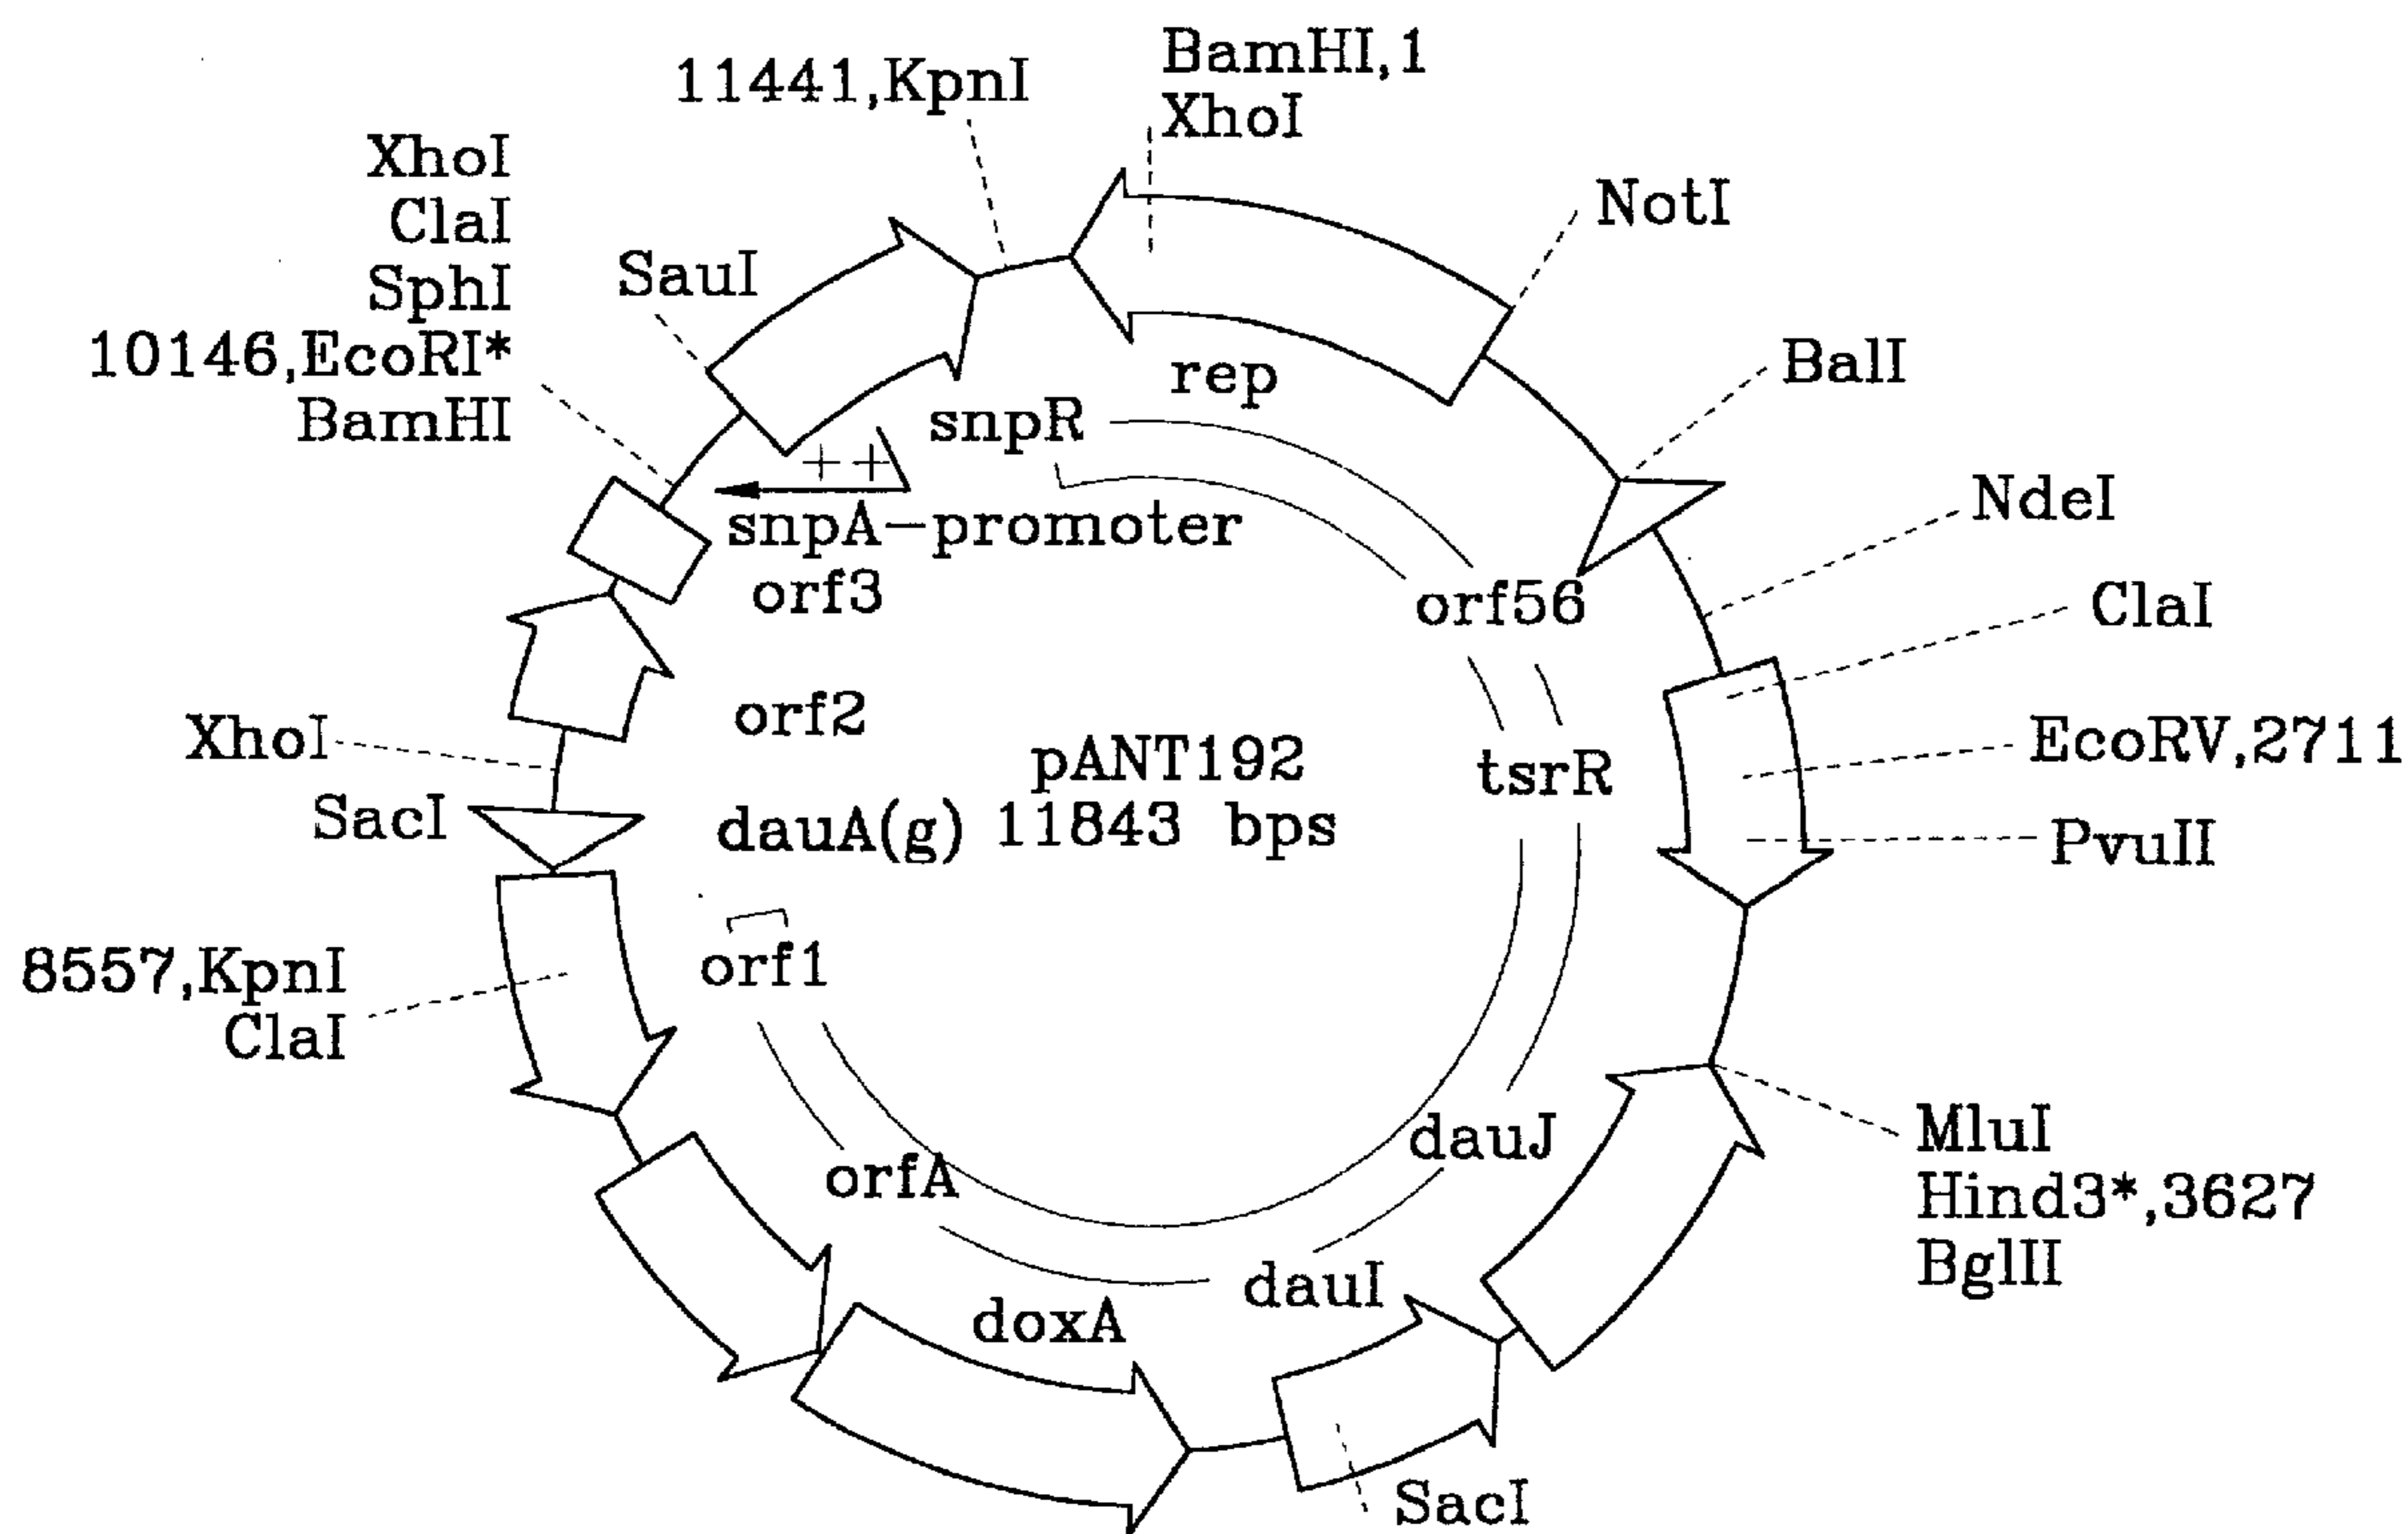 BamHI,1
XhoI
11441,KpnI
XhoI
ClaI
SphI
10146,EcoRI*
BamHI
SauI
NotI
BalI
NdeI
ClaI
EcoRV,2711
PvuII
MluI
Hind3*,3627
BglII
SacI
8557,KpnI
ClaI
SacI
XhoI
rep
snpR
++
snpA-promoter
orf3
orf56
orf2
tsrR
pANT192
11843 bps
dauA(g)
orf1
dauJ
orfA
dauI
doxA